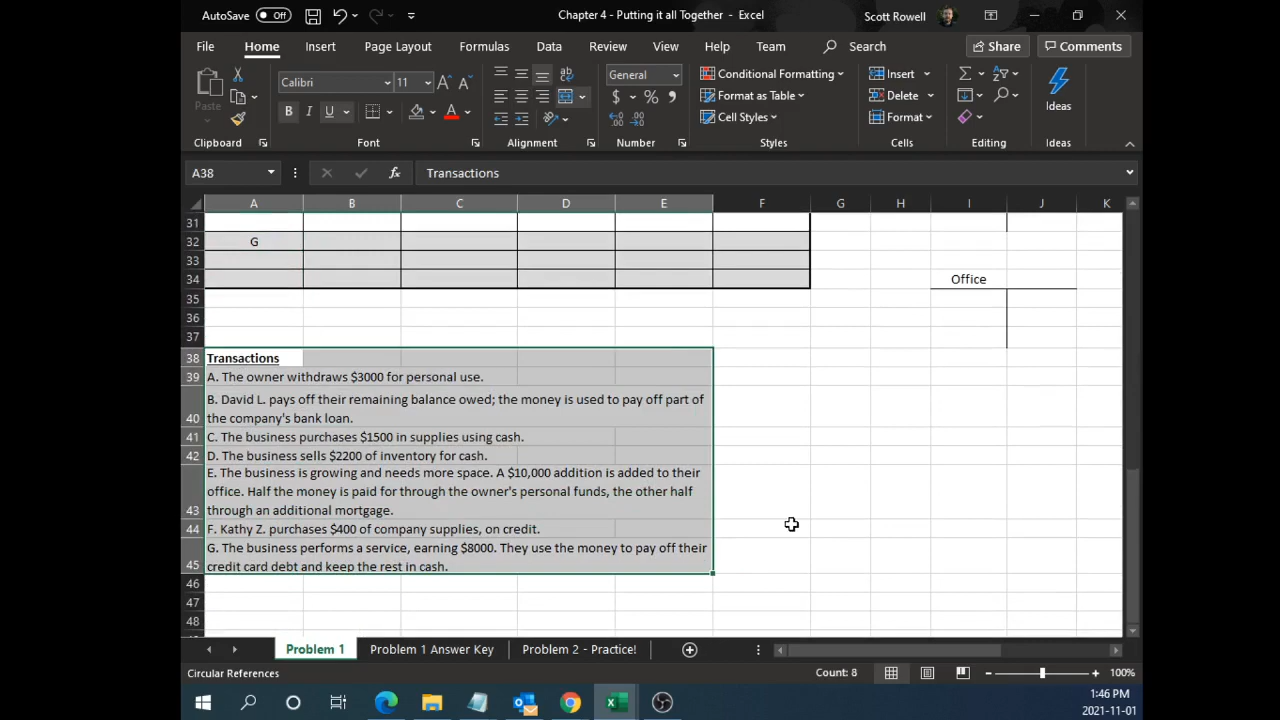 AutoSave Off
Chapter 4 - Putting it all Together - Excel
Scott Rowell
File Home Insert Page Layout Formulas Data Review View Help Team Search Share Comments
Paste
Calibri 11
B I U A
General
$ % 9
Conditional Formatting
Format as Table
Cell Styles
Insert
Delete
Format
Ideas
Clipboard Font Alignment Number Styles Cells Editing Ideas
A38 fx Transactions
A B C D E F G H I J K
31
32 G
33
34 Office
35
36
37
38 Transactions
39 A. The owner withdraws $3000 for personal use.
B. David L. pays off their remaining balance owed; the money is used to pay off part of
40 the company's bank loan.
41 C. The business purchases $1500 in supplies using cash.
42 D. The business sells $2200 of inventory for cash.
E. The business is growing and needs more space. A $10,000 addition is added to their
office. Half the money is paid for through the owner's personal funds, the other half
43 through an additional mortgage.
44 F. Kathy Z. purchases $400 of company supplies, on credit.
G. The business performs a service, earning $8000. They use the money to pay off their
45 credit card debt and keep the rest in cash.
46
47
48
Problem 1 Problem 1 Answer Key Problem 2 - Practice!
Circular References
Count: 8
100%
1:46 PM
2021-11-01